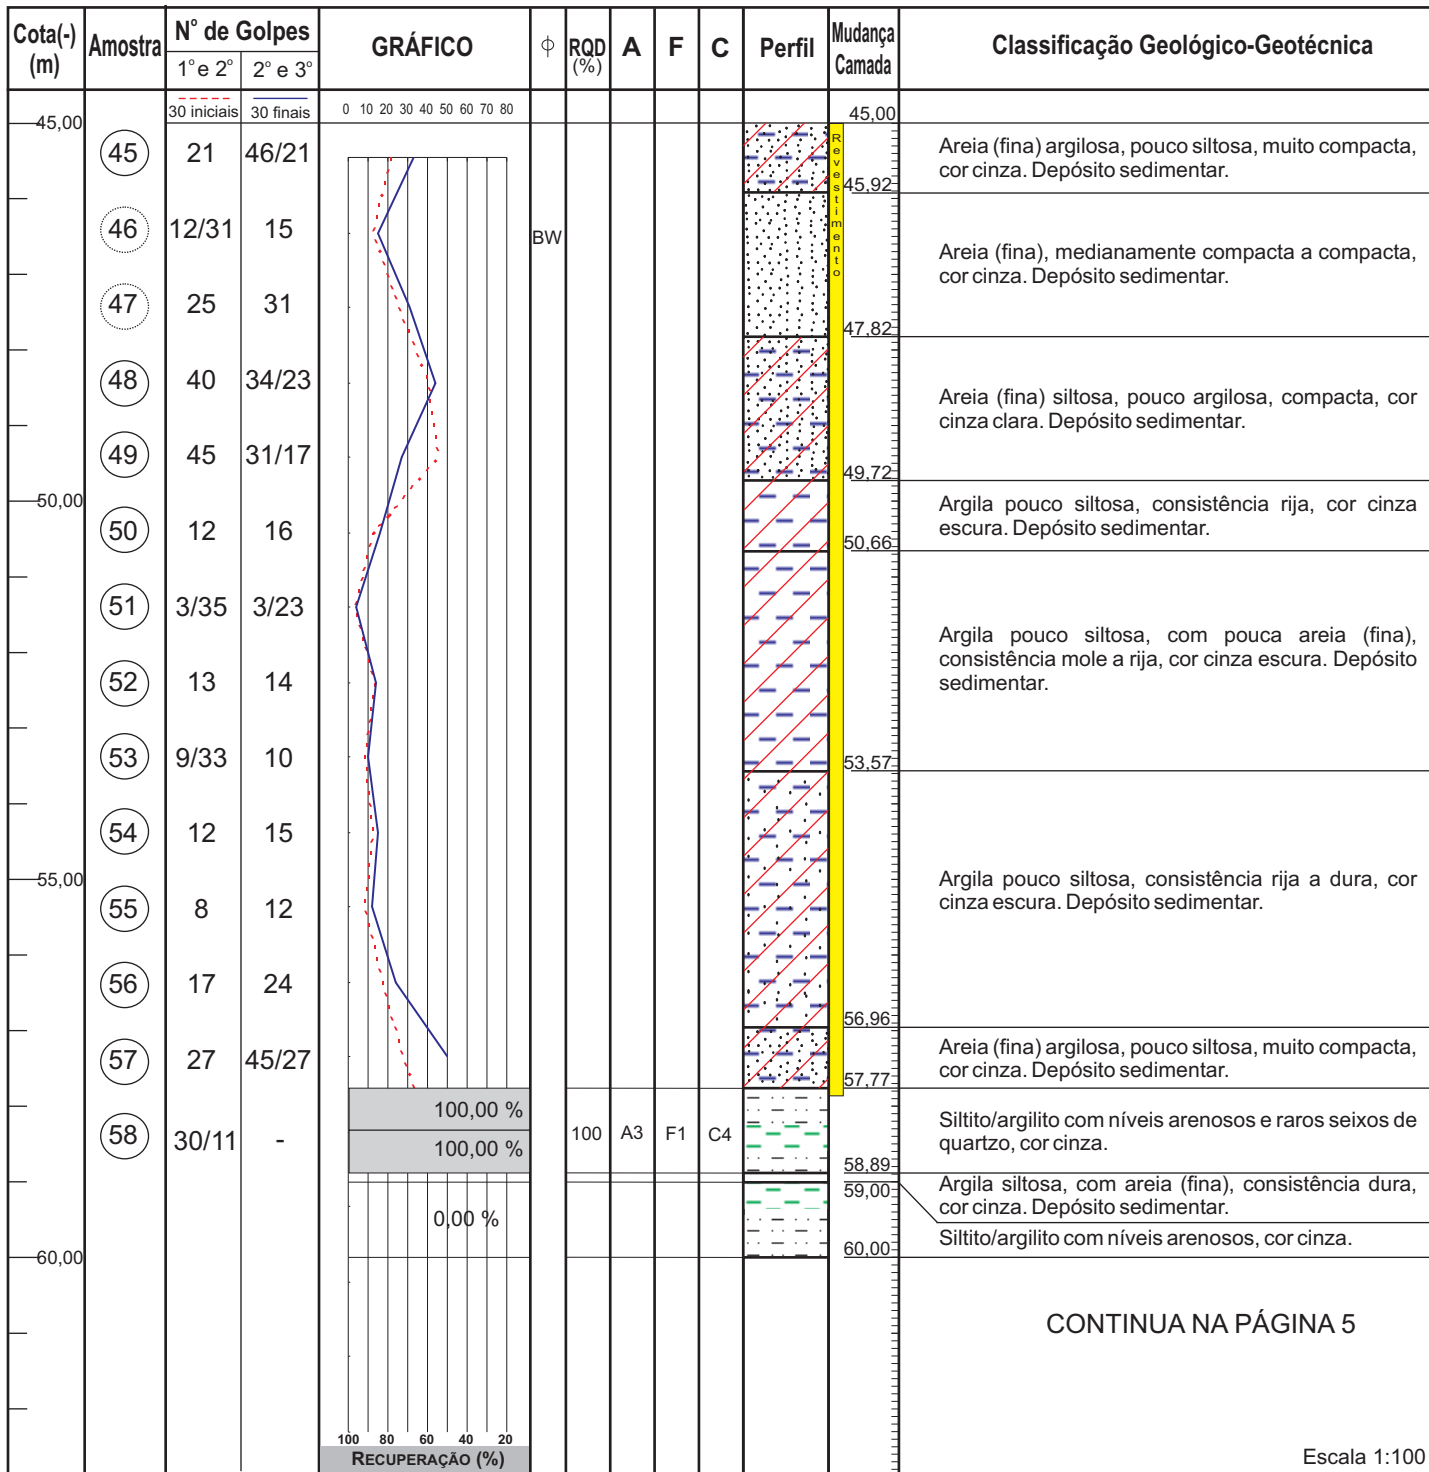 Cota(-) (m) Amostra N° de Golpes GRÁFICO ϕ RQD (%) A F C Perfil Mudança Camada Classificação Geológico-Geotécnica
1° e 2° 2° e 3°
30 iniciais 30 finais 0 10 20 30 40 50 60 70 80
45,00 45,00
Revestimento
45 21 46/21
Areia (fina) argilosa, pouco siltosa, muito compacta,
cor cinza. Depósito sedimentar.
45,92
46 12/31 15 BW
Areia (fina), medianamente compacta a compacta,
cor cinza. Depósito sedimentar.
47 25 31
47,82
48 40 34/23
Areia (fina) siltosa, pouco argilosa, compacta, cor
cinza clara. Depósito sedimentar.
49 45 31/17
49,72
50,00
Argila pouco siltosa, consistência rija, cor cinza
escura. Depósito sedimentar.
50 12 16
50,66
51 3/35 3/23
Argila pouco siltosa, com pouca areia (fina),
consistência mole a rija, cor cinza escura. Depósito
sedimentar.
52 13 14
53 9/33 10
53,57
54 12 15
55,00
Argila pouco siltosa, consistência rija a dura, cor
cinza escura. Depósito sedimentar.
55 8 12
56 17 24
56,96
57 27 45/27
Areia (fina) argilosa, pouco siltosa, muito compacta,
cor cinza. Depósito sedimentar.
57,77
100,00 %
58 30/11 - 100 A3 F1 C4
100,00 %
Siltito/argilito com níveis arenosos e raros seixos de
quartzo, cor cinza.
58,89
59,00
Argila siltosa, com areia (fina), consistência dura,
cor cinza. Depósito sedimentar.
0,00 %
Siltito/argilito com níveis arenosos, cor cinza.
60,00 60,00
CONTINUA NA PÁGINA 5
100 80 60 40 20
RECUPERAÇÃO (%)
Escala 1:100